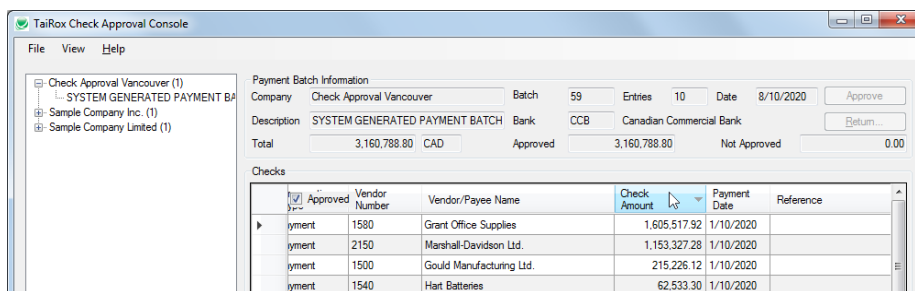 TaiRox Check Approval Console
File View Help
Check Approval Vancouver (1)
SYSTEM GENERATED PAYMENT BA
Sample Company Inc. (1)
Sample Company Limited (1)
Payment Batch Information
Company Check Approval Vancouver Batch 59 Entries 10 Date 8/10/2020 Approve
Description SYSTEM GENERATED PAYMENT BATCH Bank CCB Canadian Commercial Bank Return...
Total 3,160,788.80 CAD Approved 3,160,788.80 Not Approved 0.00
Checks
Approved Vendor Number Vendor/Payee Name Check Amount Payment Date Reference
yment 1580 Grant Office Supplies 1,605,517.92 1/10/2020
yment 2150 Marshall-Davidson Ltd. 1,153,327.28 1/10/2020
yment 1500 Gould Manufacturing Ltd. 215,226.12 1/10/2020
yment 1540 Hart Batteries 62,533.30 1/10/2020